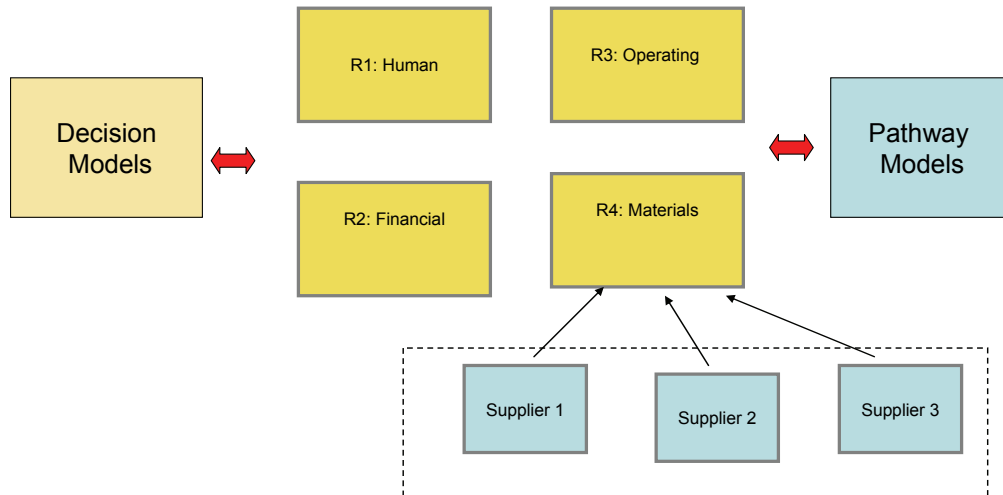 R1: Human
R3: Operating
Decision
Models
Pathway
Models
R2: Financial
R4: Materials
Supplier 1
Supplier 2
Supplier 3